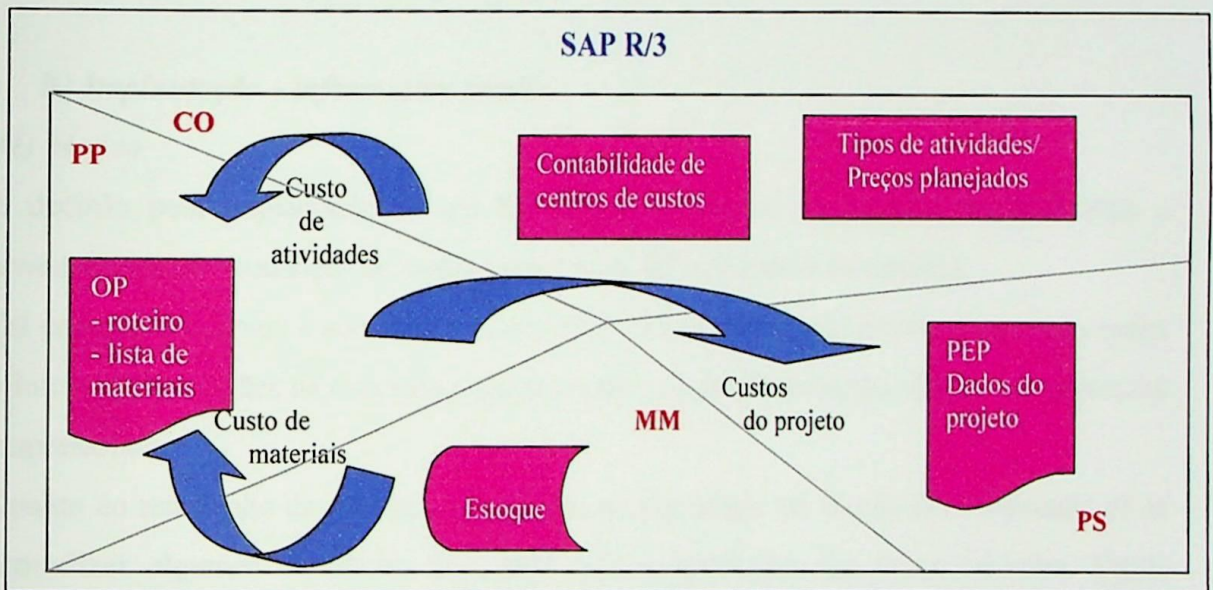 SAP R/3
CO
PP
Contabilidade de
centros de custos
Tipos de atividades/
Preços planejados
Custo
de
atividades
OP
- roteiro
- lista de
materiais
PEP
Dados do
projeto
Custos
do projeto
MM
Custo de
materiais
Estoque
PS